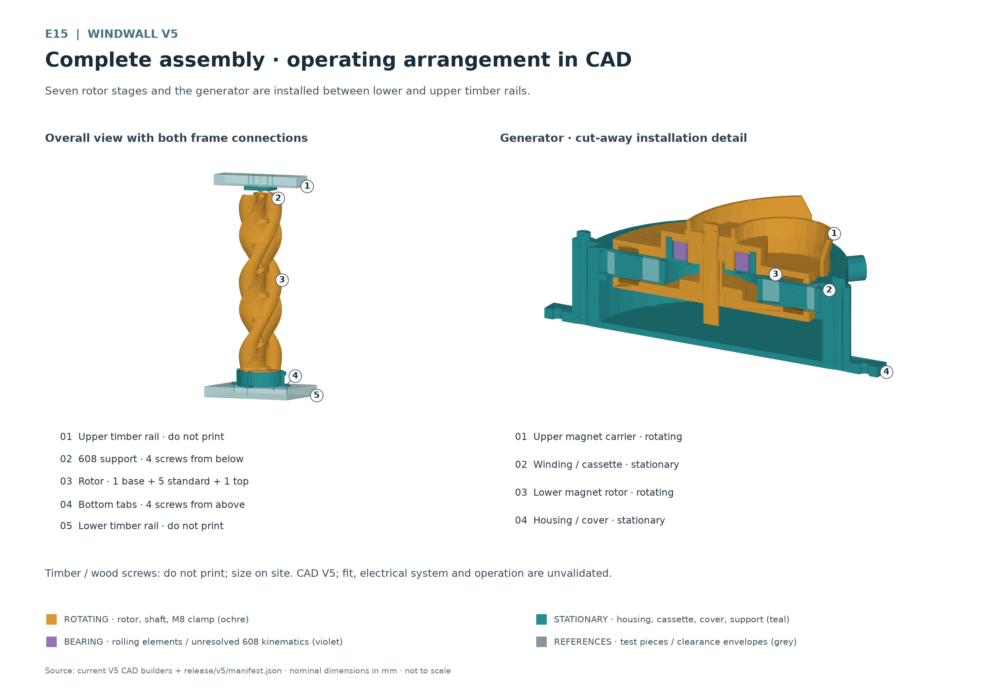 E15 | WINDWALL V5
Complete assembly · operating arrangement in CAD
Seven rotor stages and the generator are installed between lower and upper timber rails.
Overall view with both frame connections
1
2
3
4
5
01 Upper timber rail · do not print
02 608 support · 4 screws from below
03 Rotor · 1 base + 5 standard + 1 top
04 Bottom tabs · 4 screws from above
05 Lower timber rail · do not print
Generator · cut-away installation detail
1
3
2
4
01 Upper magnet carrier · rotating
02 Winding / cassette · stationary
03 Lower magnet rotor · rotating
04 Housing / cover · stationary
Timber / wood screws: do not print; size on site. CAD V5; fit, electrical system and operation are unvalidated.
ROTATING · rotor, shaft, M8 clamp (ochre)
STATIONARY · housing, cassette, cover, support (teal)
BEARING · rolling elements / unresolved 608 kinematics (violet)
REFERENCES · test pieces / clearance envelopes (grey)
Source: current V5 CAD builders + release/v5/manifest.json · nominal dimensions in mm · not to scale